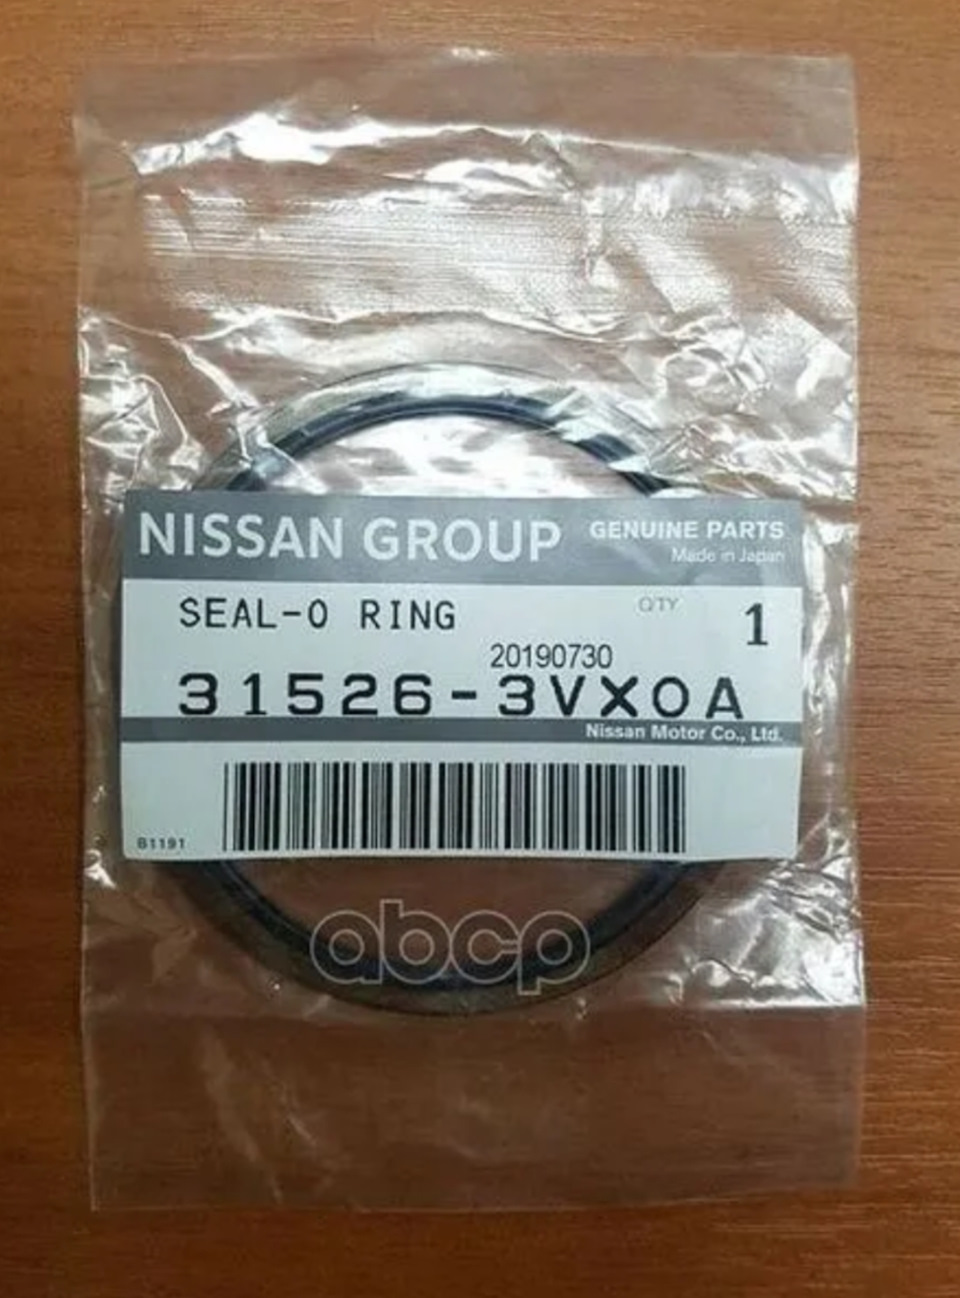 NISSAN GROUP GENUINE PARTS
Made in Japan
SEAL-O RING Q'TY 1
20190730
31526-3VX0A
Nissan Motor Co., Ltd.
B1191
abcp